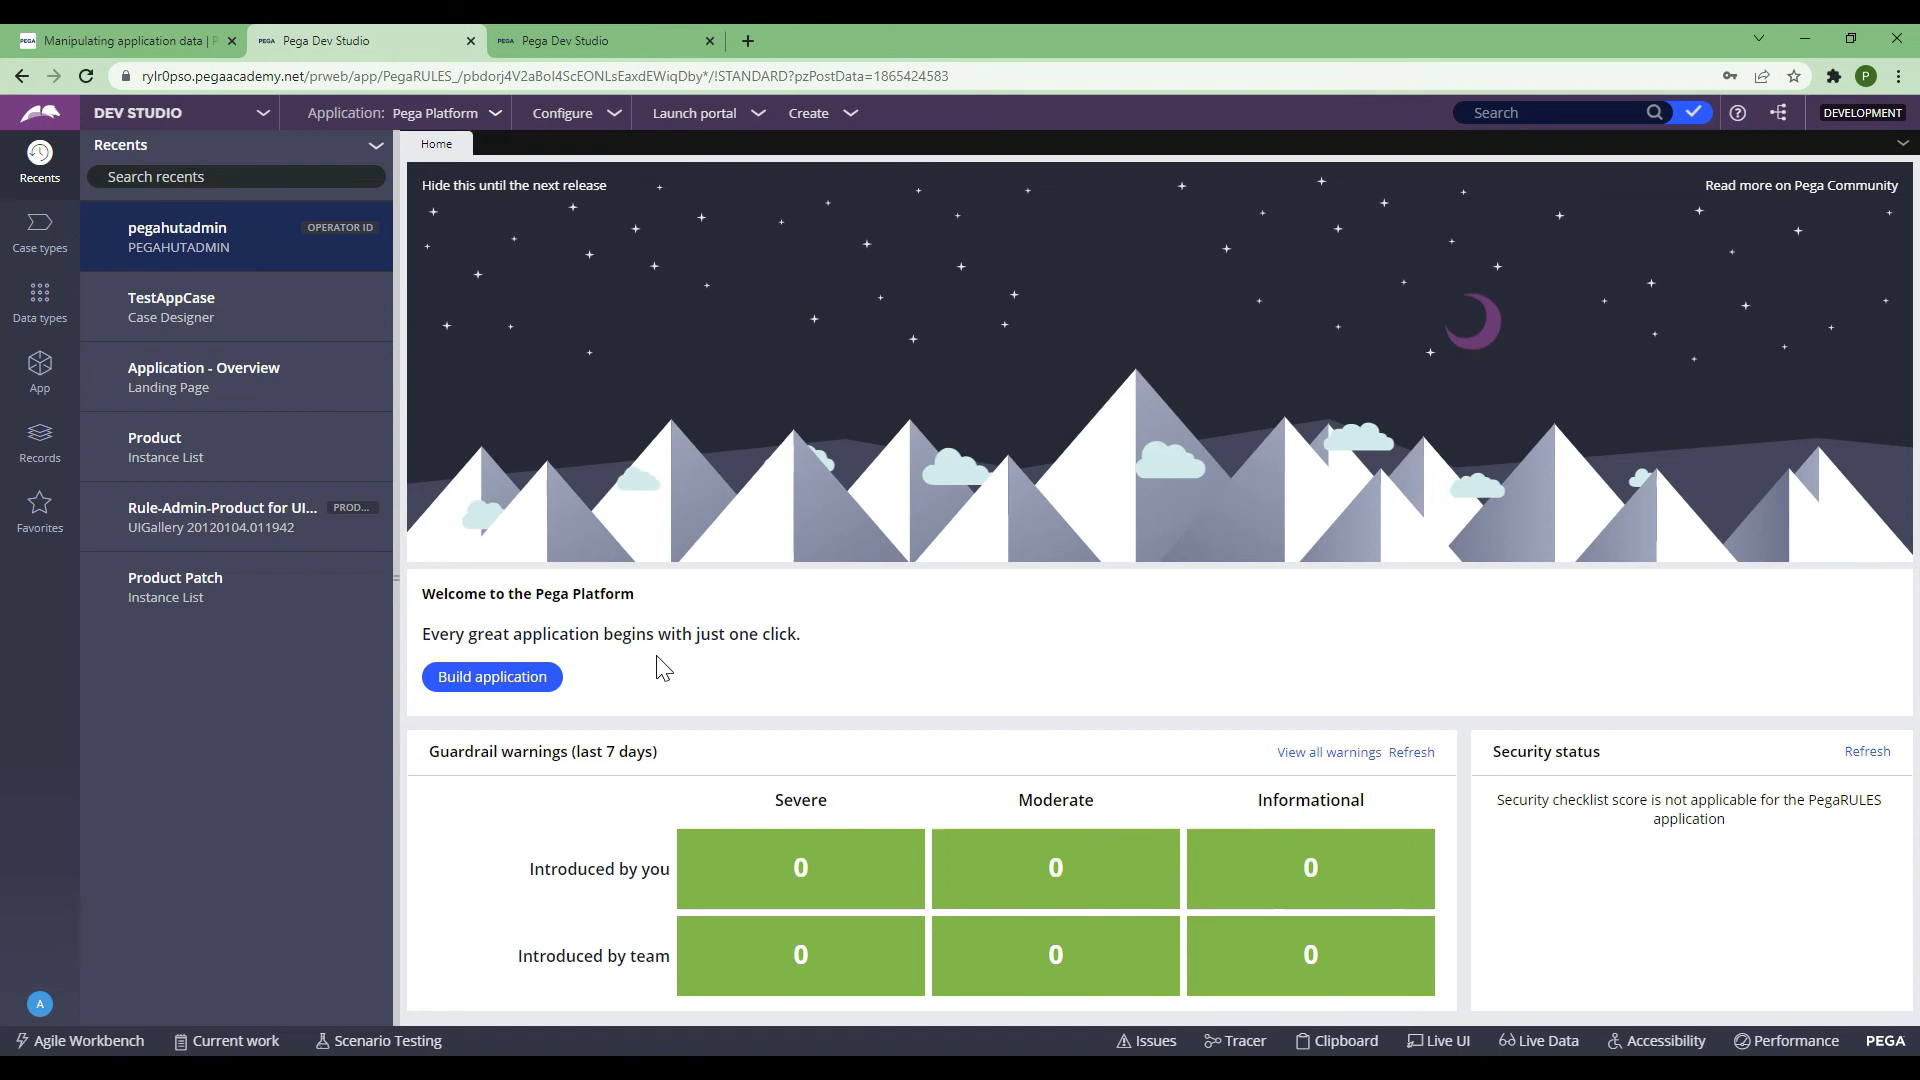 PEGA Manipulating application data | P
PEGA Pega Dev Studio
PEGA Pega Dev Studio
rylr0pso.pegaacademy.net/prweb/app/PegaRULES_/pbdorj4V2aBoI4ScEONLsEaxdEWiqDby*/!STANDARD?pzPostData=1865424583
P
DEV STUDIO
Application: Pega Platform
Configure
Launch portal
Create
Search
DEVELOPMENT
Recents
Case types
Data types
App
Records
Favorites
A
Recents
Search recents
pegahutadmin OPERATOR ID
PEGAHUTADMIN
TestAppCase
Case Designer
Application - Overview
Landing Page
Product
Instance List
Rule-Admin-Product for UI... PROD...
UIGallery 20120104.011942
Product Patch
Instance List
Home
Hide this until the next release
Read more on Pega Community
Welcome to the Pega Platform
Every great application begins with just one click.
Build application
Guardrail warnings (last 7 days)
View all warnings Refresh
Severe Moderate Informational
Introduced by you 0 0 0
Introduced by team 0 0 0
Security status
Refresh
Security checklist score is not applicable for the PegaRULES
application
Agile Workbench
Current work
Scenario Testing
Issues
Tracer
Clipboard
Live UI
Live Data
Accessibility
Performance
PEGA